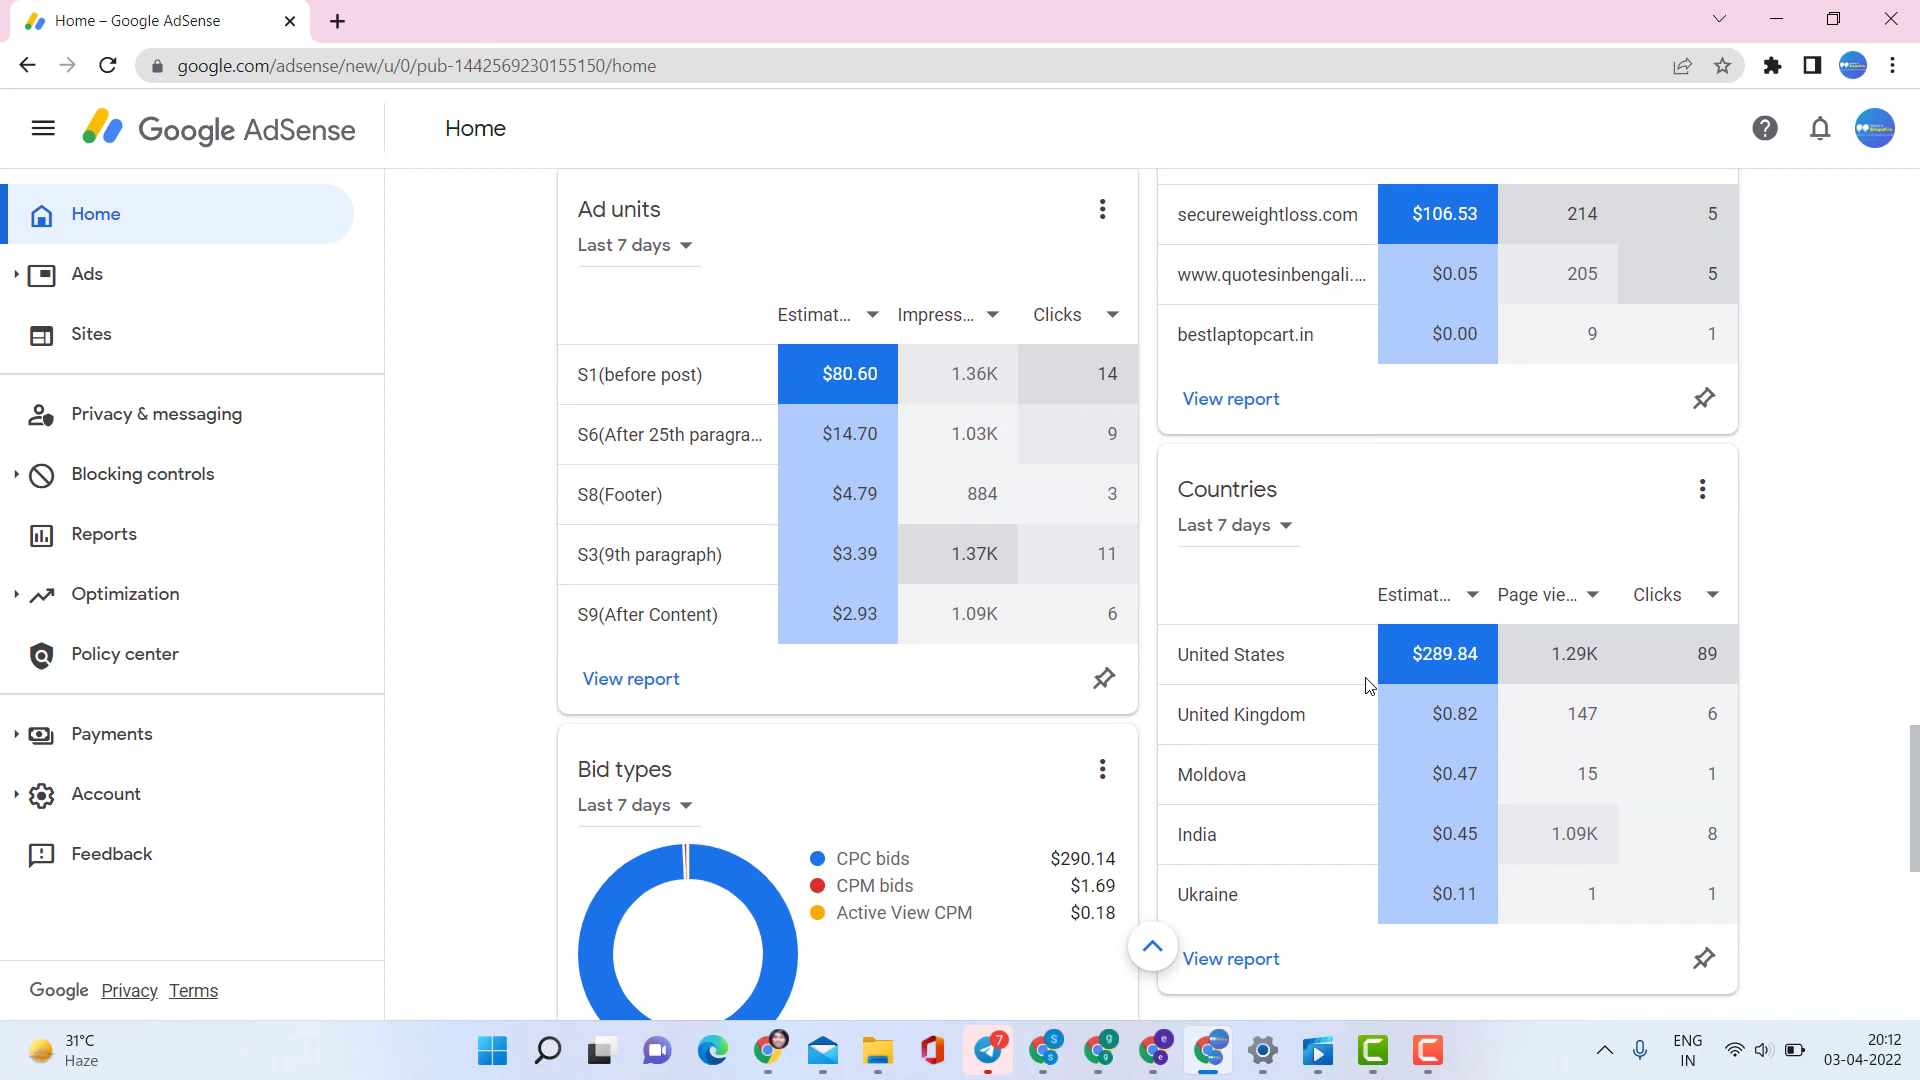 Home – Google AdSense
google.com/adsense/new/u/0/pub-1442569230155150/home
Google AdSense
Home
Home
Ads
Sites
Privacy & messaging
Blocking controls
Reports
Optimization
Policy center
Payments
Account
Feedback
Google Privacy Terms
Ad units
Last 7 days
Estimat... Impress... Clicks
S1(before post) $80.60 1.36K 14
S6(After 25th paragra... $14.70 1.03K 9
S8(Footer) $4.79 884 3
S3(9th paragraph) $3.39 1.37K 11
S9(After Content) $2.93 1.09K 6
View report
Bid types
Last 7 days
CPC bids $290.14
CPM bids $1.69
Active View CPM $0.18
secureweightloss.com $106.53 214 5
www.quotesinbengali.... $0.05 205 5
bestlaptopcart.in $0.00 9 1
View report
Countries
Last 7 days
Estimat... Page vie... Clicks
United States $289.84 1.29K 89
United Kingdom $0.82 147 6
Moldova $0.47 15 1
India $0.45 1.09K 8
Ukraine $0.11 1 1
View report
31°C
Haze
7
S
S
g
g
e
e
ENG
IN
20:12
03-04-2022